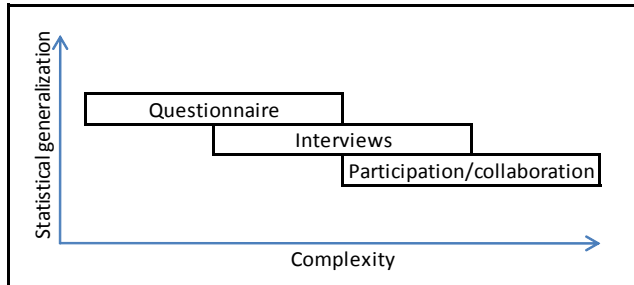 Statistical generalization
Questionnaire
Interviews
Participation/collaboration
Complexity